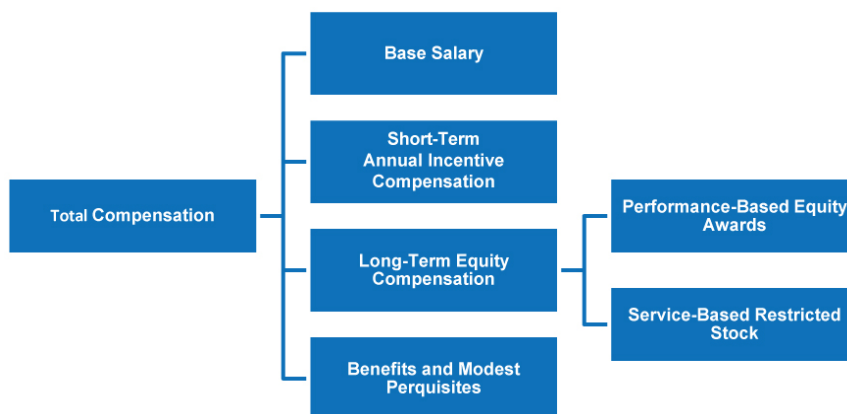 Base Salary
Short-Term
Annual Incentive
Compensation
Total Compensation
Performance-Based Equity
Awards
Long-Term Equity
Compensation
Service-Based Restricted
Stock
Benefits and Modest
Perquisites